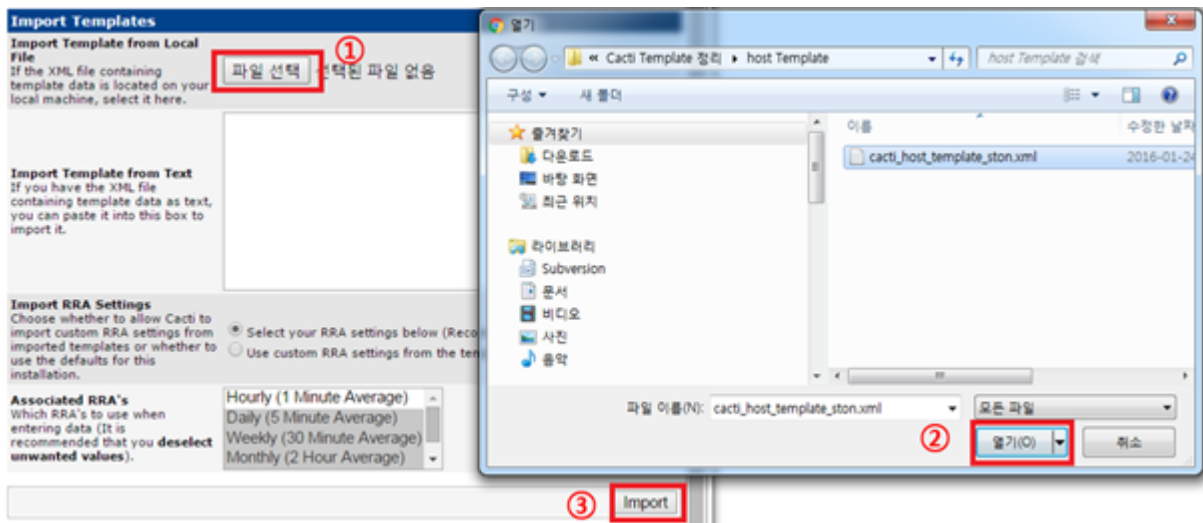 Import Templates
Import Template from Local
File
If the XML file containing
template data is located on your
local machine, select it here.
①
파일 선택 선택된 파일 없음
Import Template from Text
If you have the XML file
containing template data as text,
you can paste it into this box to
import it.
Import RRA Settings
Choose whether to allow Cacti to
import custom RRA settings from
imported templates or whether to
use the defaults for this
installation.
Select your RRA settings below (Reco
Use custom RRA settings from the ten
Associated RRA's
Which RRA's to use when
entering data (It is
recommended that you deselect
unwanted values).
Hourly (1 Minute Average)
Daily (5 Minute Average)
Weekly (30 Minute Average)
Monthly (2 Hour Average)
③ Import
열기
« Cacti Template 정리 ▸ host Template
host Template 검색
구성 새 폴더
즐겨찾기
다운로드
바탕 화면
최근 위치
라이브러리
Subversion
문서
비디오
사진
음악
이름 수정한 날짜
cacti_host_template_ston.xml 2016-01-24
파일 이름(N): cacti_host_template_ston.xml 모든 파일
② 열기(O) 취소